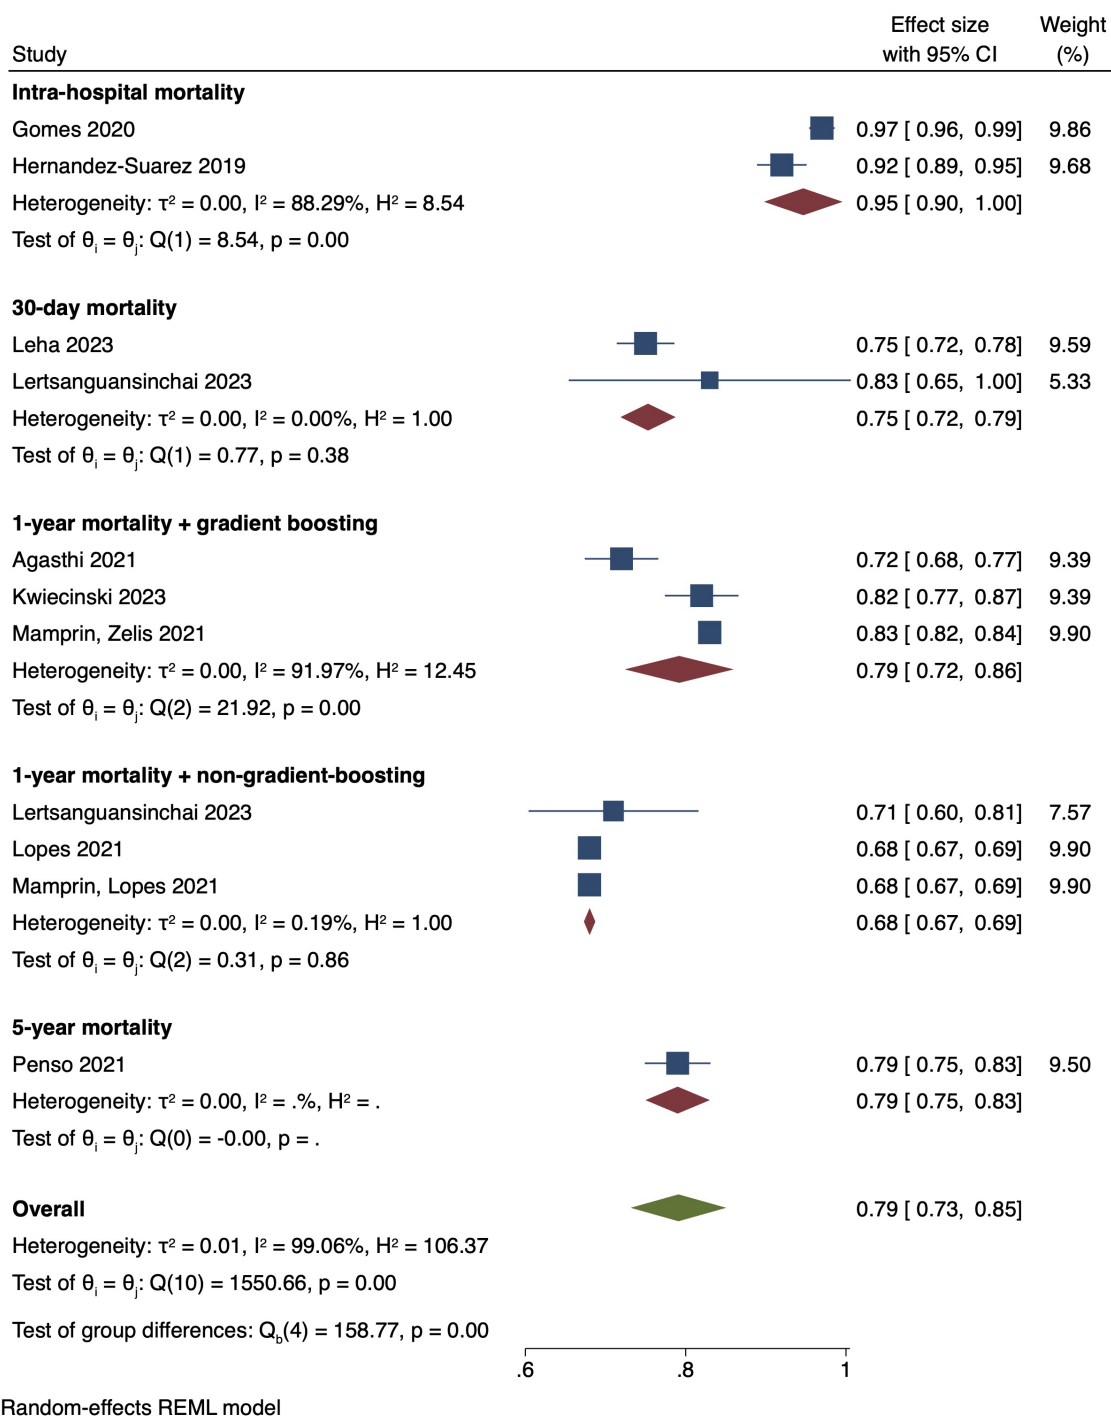 Effect size Weight
Study with 95% CI (%)
Intra-hospital mortality
Gomes 2020 0.97 [ 0.96, 0.99] 9.86
Hernandez-Suarez 2019 0.92 [ 0.89, 0.95] 9.68
Heterogeneity: τ² = 0.00, I² = 88.29%, H² = 8.54 0.95 [ 0.90, 1.00]
Test of θᵢ = θⱼ: Q(1) = 8.54, p = 0.00
30-day mortality
Leha 2023 0.75 [ 0.72, 0.78] 9.59
Lertsanguansinchai 2023 0.83 [ 0.65, 1.00] 5.33
Heterogeneity: τ² = 0.00, I² = 0.00%, H² = 1.00 0.75 [ 0.72, 0.79]
Test of θᵢ = θⱼ: Q(1) = 0.77, p = 0.38
1-year mortality + gradient boosting
Agasthi 2021 0.72 [ 0.68, 0.77] 9.39
Kwiecinski 2023 0.82 [ 0.77, 0.87] 9.39
Mamprin, Zelis 2021 0.83 [ 0.82, 0.84] 9.90
Heterogeneity: τ² = 0.00, I² = 91.97%, H² = 12.45 0.79 [ 0.72, 0.86]
Test of θᵢ = θⱼ: Q(2) = 21.92, p = 0.00
1-year mortality + non-gradient-boosting
Lertsanguansinchai 2023 0.71 [ 0.60, 0.81] 7.57
Lopes 2021 0.68 [ 0.67, 0.69] 9.90
Mamprin, Lopes 2021 0.68 [ 0.67, 0.69] 9.90
Heterogeneity: τ² = 0.00, I² = 0.19%, H² = 1.00 0.68 [ 0.67, 0.69]
Test of θᵢ = θⱼ: Q(2) = 0.31, p = 0.86
5-year mortality
Penso 2021 0.79 [ 0.75, 0.83] 9.50
Heterogeneity: τ² = 0.00, I² = .%, H² = . 0.79 [ 0.75, 0.83]
Test of θᵢ = θⱼ: Q(0) = -0.00, p = .
Overall 0.79 [ 0.73, 0.85]
Heterogeneity: τ² = 0.01, I² = 99.06%, H² = 106.37
Test of θᵢ = θⱼ: Q(10) = 1550.66, p = 0.00
Test of group differences: Q_b(4) = 158.77, p = 0.00
.6 .8 1
Random-effects REML model